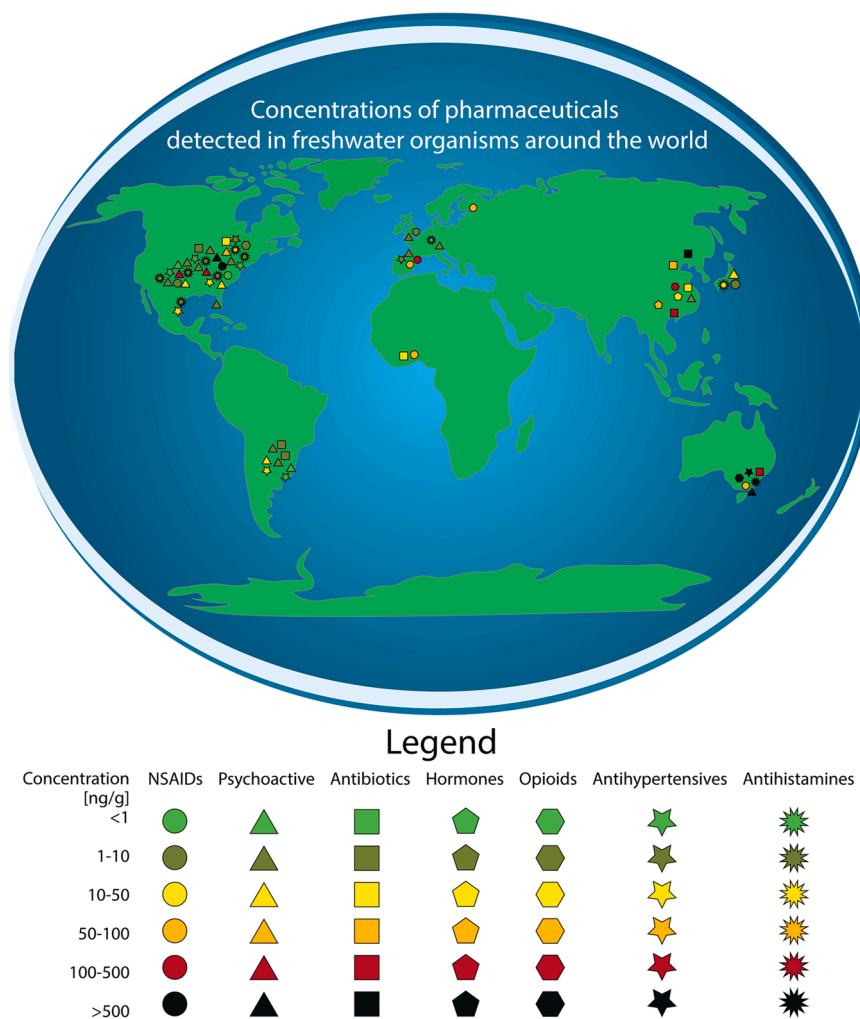 Concentrations of pharmaceuticals
detected in freshwater organisms around the world
Legend
Concentration NSAIDs Psychoactive Antibiotics Hormones Opioids Antihypertensives Antihistamines
[ng/g]
<1
1-10
10-50
50-100
100-500
>500